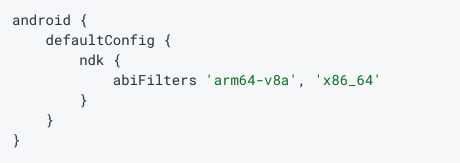 android {
    defaultConfig {
        ndk {
            abiFilters 'arm64-v8a', 'x86_64'
        }
    }
}